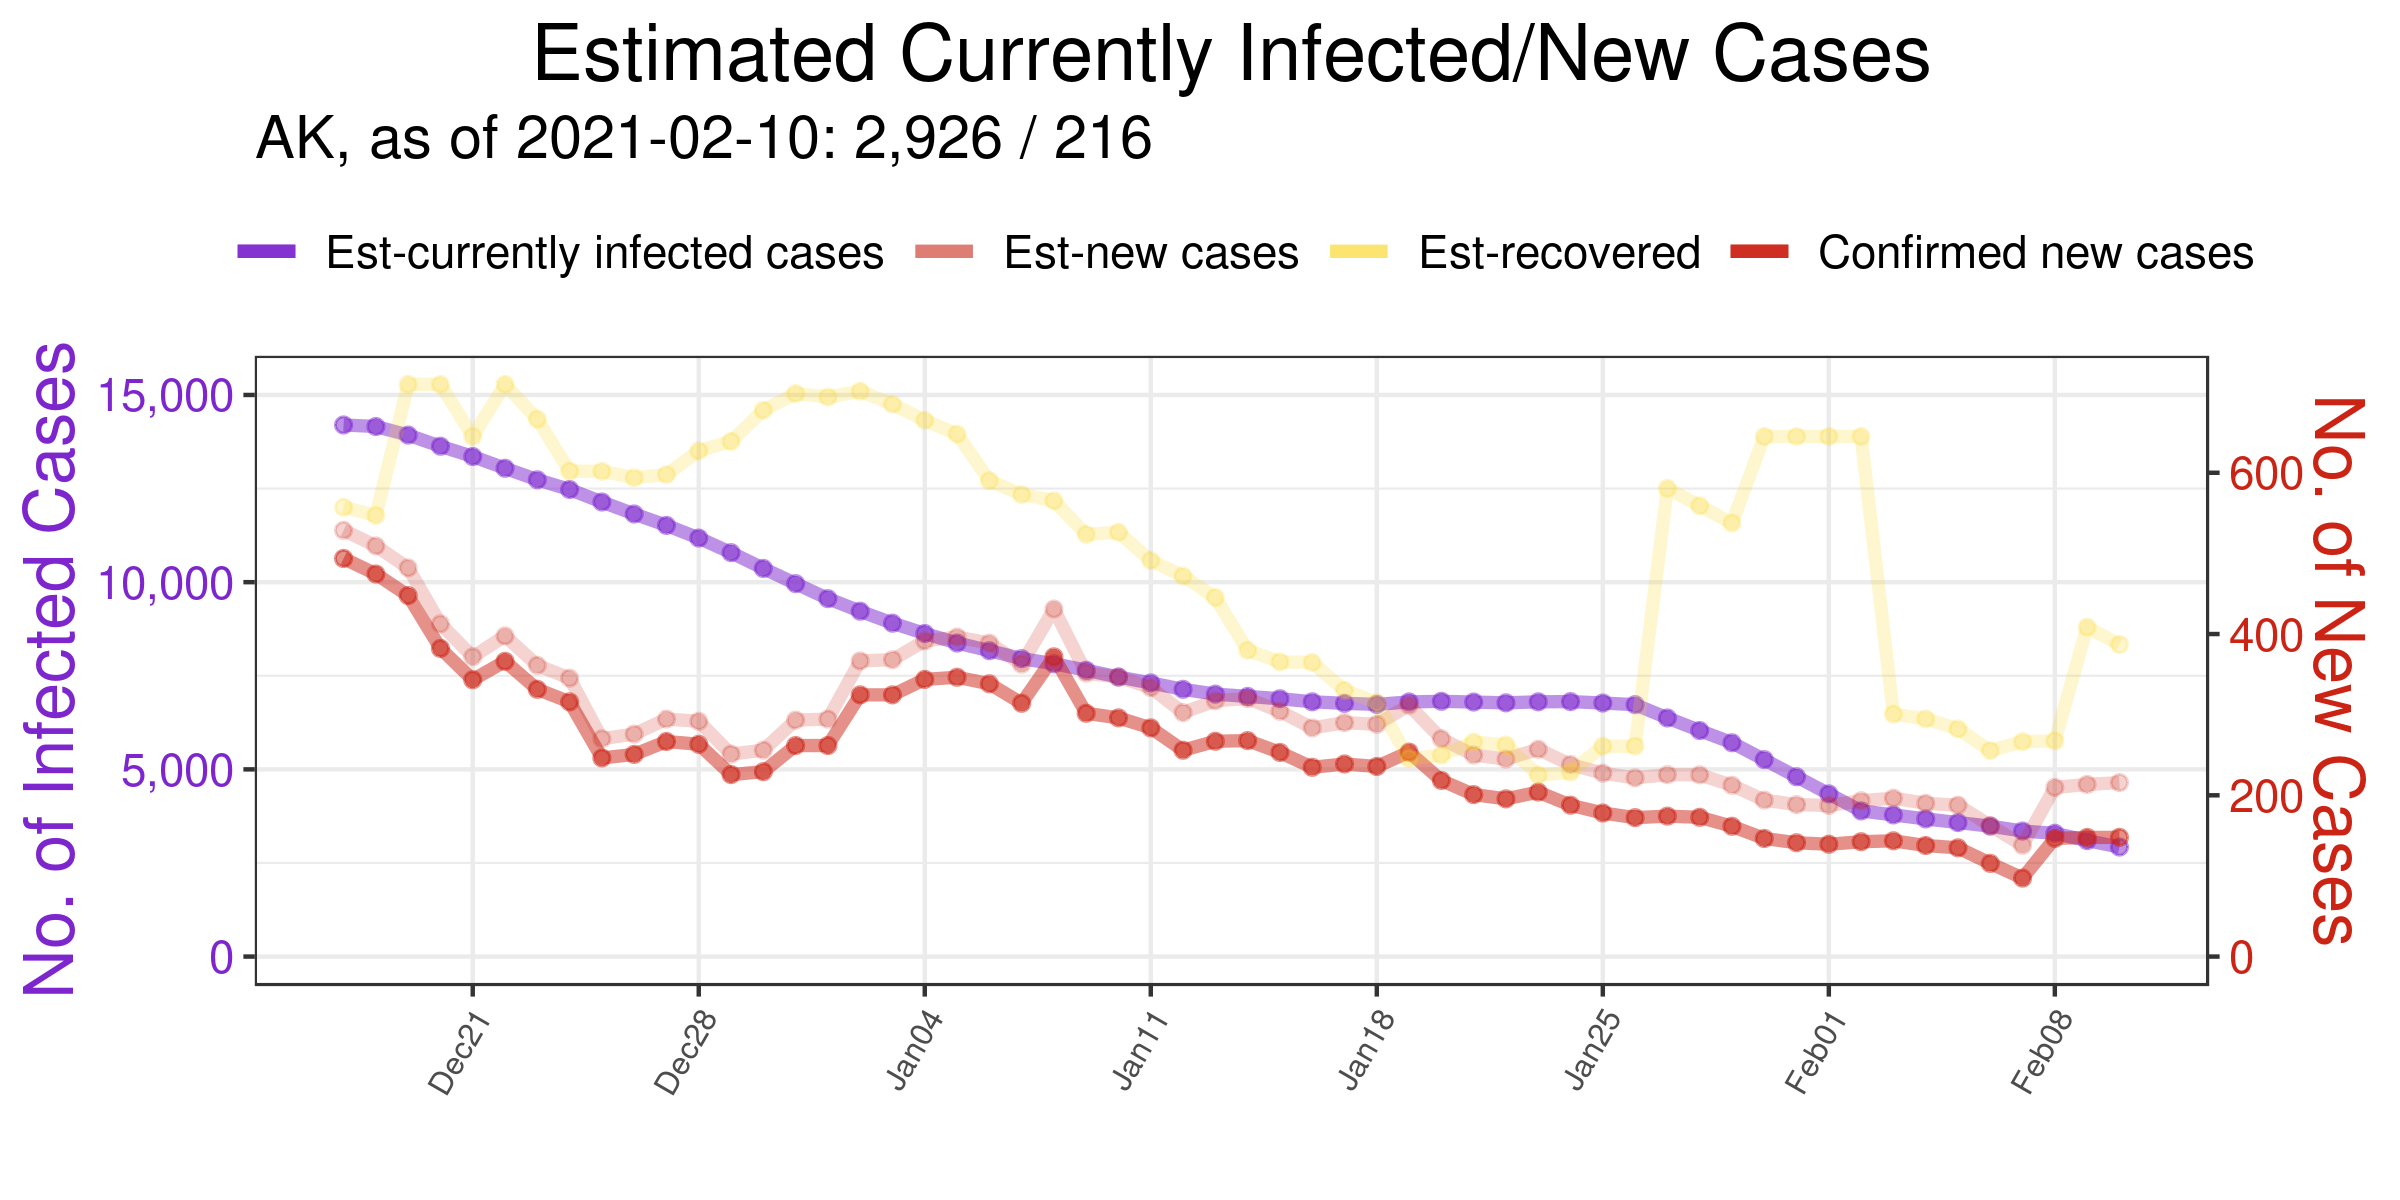 Estimated Currently Infected/New Cases
AK, as of 2021-02-10: 2,926 / 216
Est-currently infected cases Est-new cases Est-recovered Confirmed new cases
No. of Infected Cases
15,000
10,000
5,000
0
600
400
200
0
No. of New Cases
Dec21 Dec28 Jan04 Jan11 Jan18 Jan25 Feb01 Feb08